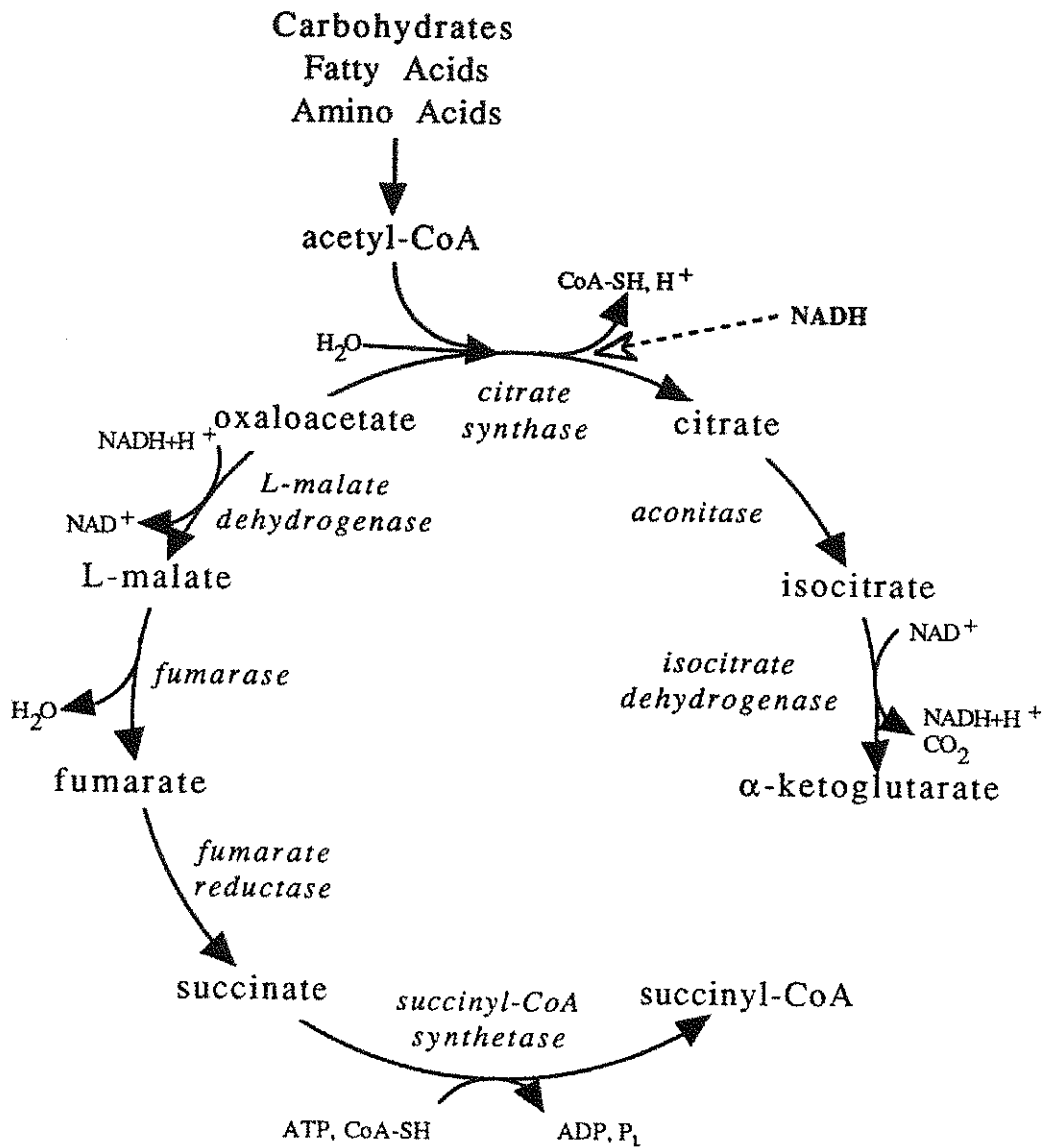 Carbohydrates
Fatty Acids
Amino Acids
acetyl-CoA
CoA-SH, H⁺
NADH
H₂O
citrate
synthase
oxaloacetate
citrate
NADH+H⁺
L-malate
dehydrogenase
aconitase
NAD⁺
L-malate
isocitrate
NAD⁺
fumarase
isocitrate
dehydrogenase
H₂O
NADH+H⁺
CO₂
fumarate
α-ketoglutarate
fumarate
reductase
succinate
succinyl-CoA
synthetase
succinyl-CoA
ATP, CoA-SH
ADP, Pᵢ